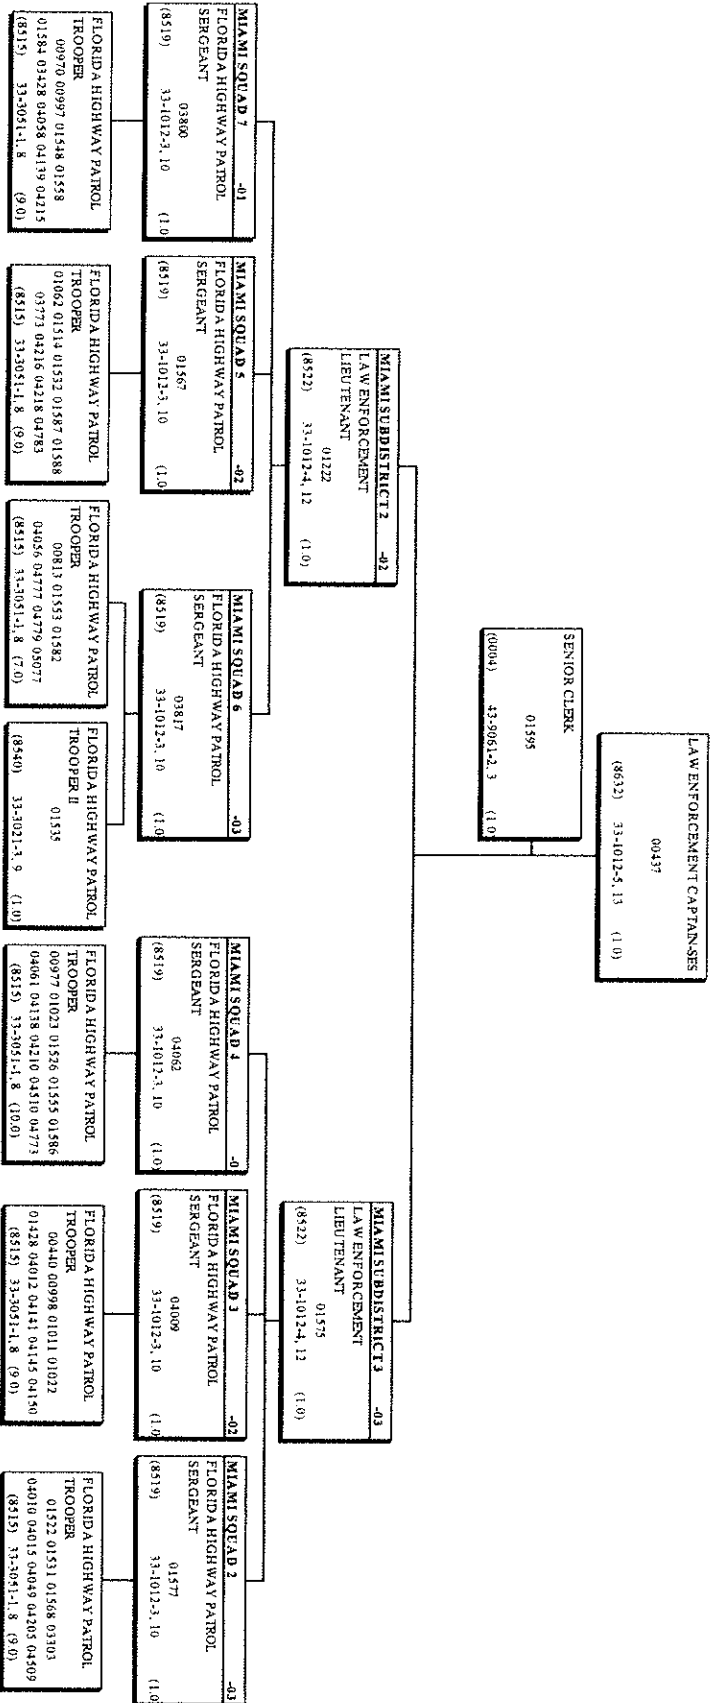 LAW ENFORCEMENT CAPTAIN-SES
00437
(8632) 33-1012-5, 13 (1.0)
SENIOR CLERK
01595
(0004) 43-9061-2, 3 (1.0)
MIAMI SUBDISTRICT 2 -02
LAW ENFORCEMENT
LIEUTENANT
01222
(8522) 33-1012-4, 12 (1.0)
MIAMI SUBDISTRICT 3 -03
LAW ENFORCEMENT
LIEUTENANT
01575
(8522) 33-1012-4, 12 (1.0)
MIAMI SQUAD 7 -01
FLORIDA HIGHWAY PATROL
SERGEANT
03800
(8519) 33-1012-3, 10 (1.0)
MIAMI SQUAD 5 -02
FLORIDA HIGHWAY PATROL
SERGEANT
01567
(8519) 33-1012-3, 10 (1.0)
MIAMI SQUAD 6 -03
FLORIDA HIGHWAY PATROL
SERGEANT
03817
(8519) 33-1012-3, 10 (1.0)
MIAMI SQUAD 4 -0
FLORIDA HIGHWAY PATROL
SERGEANT
04062
(8519) 33-1012-3, 10 (1.0)
MIAMI SQUAD 3 -02
FLORIDA HIGHWAY PATROL
SERGEANT
04009
(8519) 33-1012-3, 10 (1.0)
MIAMI SQUAD 2 -03
FLORIDA HIGHWAY PATROL
SERGEANT
01577
(8519) 33-1012-3, 10 (1.0)
FLORIDA HIGHWAY PATROL
TROOPER
00970 00997 01548 01558
01584 03428 04058 04139 04215
(8515) 33-3051-1, 8 (9.0)
FLORIDA HIGHWAY PATROL
TROOPER
01062 01514 01532 01587 01588
03773 04216 04218 04783
(8515) 33-3051-1, 8 (9.0)
FLORIDA HIGHWAY PATROL
TROOPER
00813 01553 01582
04056 04777 04779 05077
(8515) 33-3051-1, 8 (7.0)
FLORIDA HIGHWAY PATROL
TROOPER II
01535
(8540) 33-3021-3, 9 (1.0)
FLORIDA HIGHWAY PATROL
TROOPER
00977 01023 01526 01555 01586
04061 04138 04210 04510 04773
(8515) 33-3051-1, 8 (10.0)
FLORIDA HIGHWAY PATROL
TROOPER
00440 00998 01011 01022
01428 04012 04141 04145 04150
(8515) 33-3051-1, 8 (9.0)
FLORIDA HIGHWAY PATROL
TROOPER
01522 01531 01568 03303
04010 04015 04049 04205 04509
(8515) 33-3051-1, 8 (9.0)